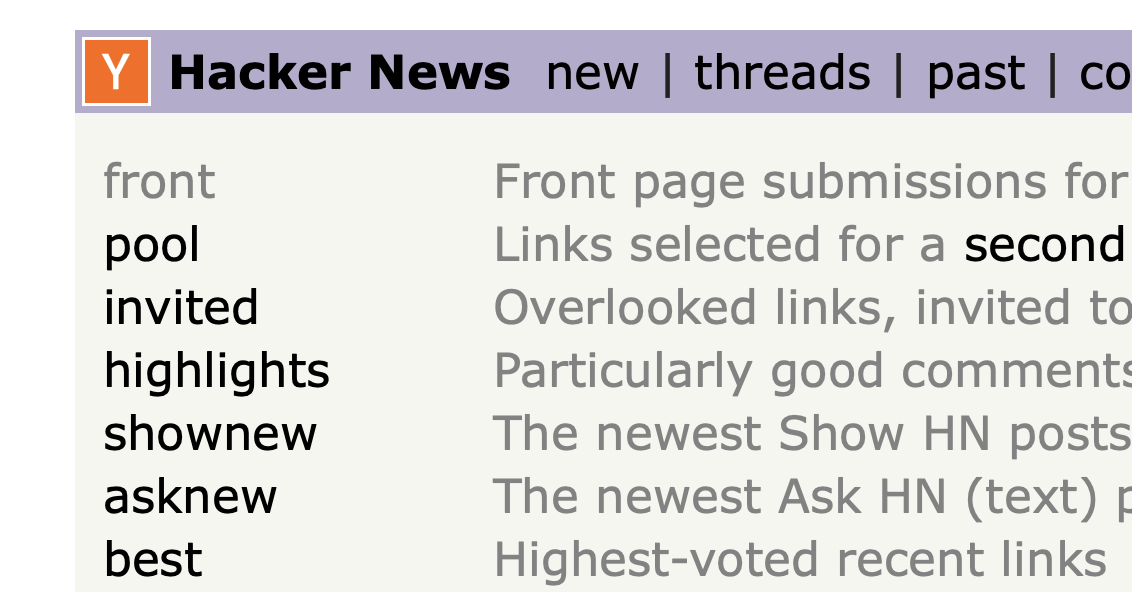 Y Hacker News new | threads | past | co
front Front page submissions for
pool Links selected for a second
invited Overlooked links, invited to
highlights Particularly good comments
shownew The newest Show HN posts
asknew The newest Ask HN (text) p
best Highest-voted recent links